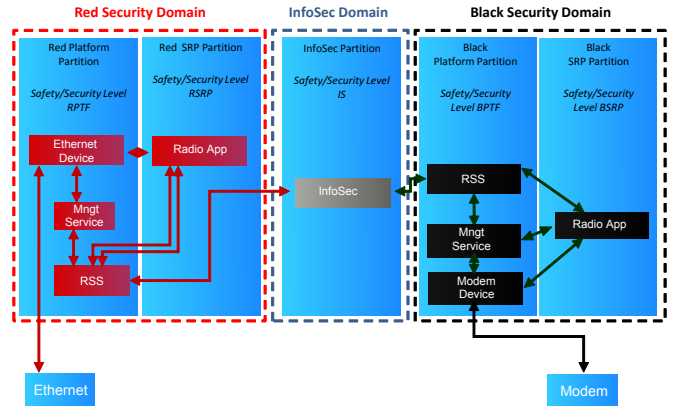 Red Security Domain
InfoSec Domain
Black Security Domain
Red Platform
Partition
Safety/Security Level
RPTF
Red SRP Partition
Safety/Security Level
RSRP
InfoSec Partition
Safety/Security Level
IS
Black
Platform Partition
Safety/Security
Level BPTF
Black
SRP Partition
Safety/Security
Level BSRP
Ethernet
Device
Radio App
Mngt
Service
RSS
InfoSec
RSS
Mngt
Service
Modem
Device
Radio App
Ethernet
Modem